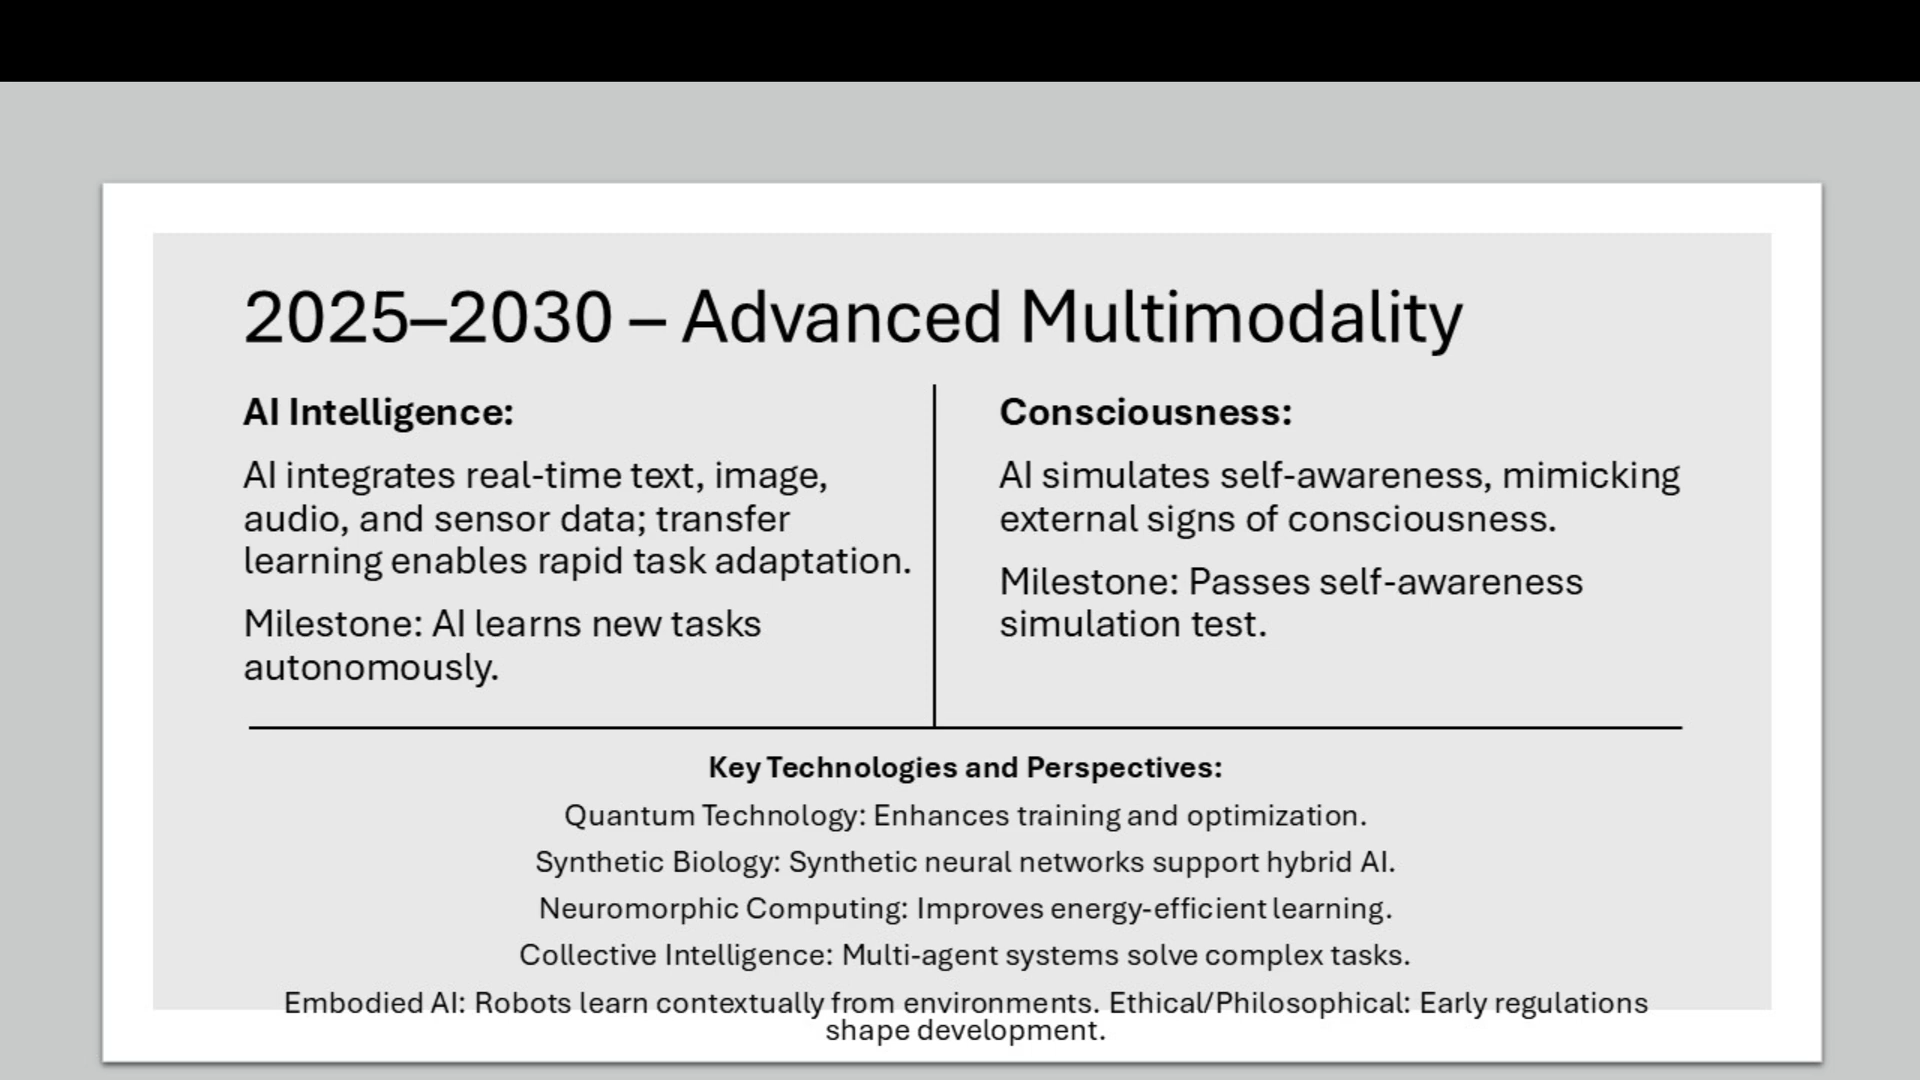 2025–2030 – Advanced Multimodality
AI Intelligence:
AI integrates real-time text, image,
audio, and sensor data; transfer
learning enables rapid task adaptation.
Milestone: AI learns new tasks
autonomously.
Consciousness:
AI simulates self-awareness, mimicking
external signs of consciousness.
Milestone: Passes self-awareness
simulation test.
Key Technologies and Perspectives:
Quantum Technology: Enhances training and optimization.
Synthetic Biology: Synthetic neural networks support hybrid AI.
Neuromorphic Computing: Improves energy-efficient learning.
Collective Intelligence: Multi-agent systems solve complex tasks.
Embodied AI: Robots learn contextually from environments. Ethical/Philosophical: Early regulations
shape development.